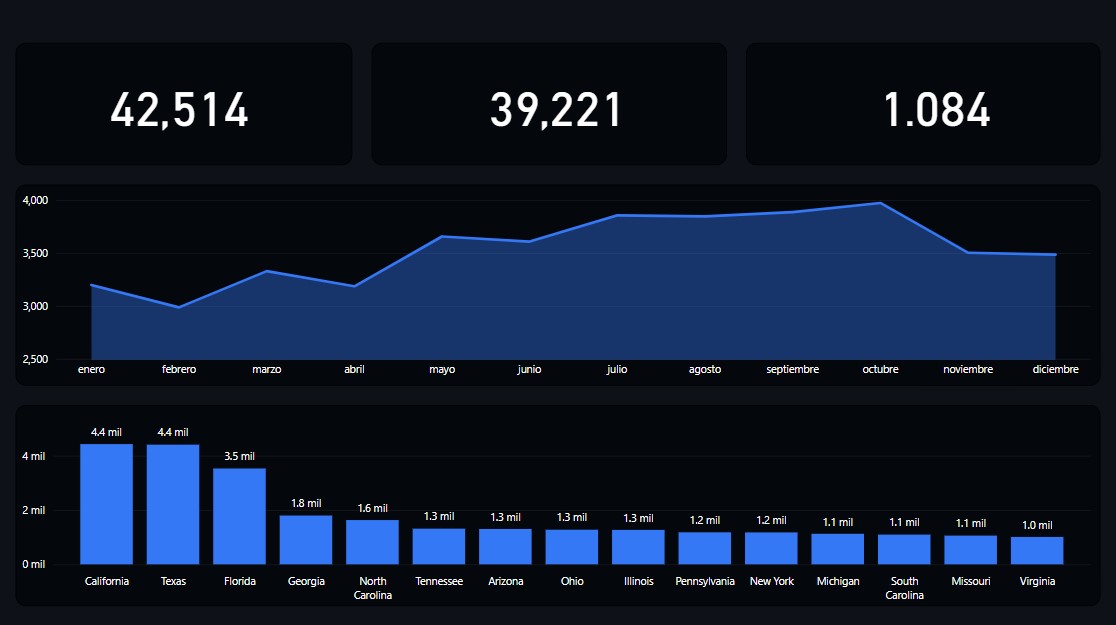 42,514
39,221
1.084
4,000
3,500
3,000
2,500
enero febrero marzo abril mayo junio julio agosto septiembre octubre noviembre diciembre
4 mil
2 mil
0 mil
4.4 mil 4.4 mil 3.5 mil 1.8 mil 1.6 mil 1.3 mil 1.3 mil 1.3 mil 1.3 mil 1.2 mil 1.2 mil 1.1 mil 1.1 mil 1.1 mil 1.0 mil
California Texas Florida Georgia North Carolina Tennessee Arizona Ohio Illinois Pennsylvania New York Michigan South Carolina Missouri Virginia